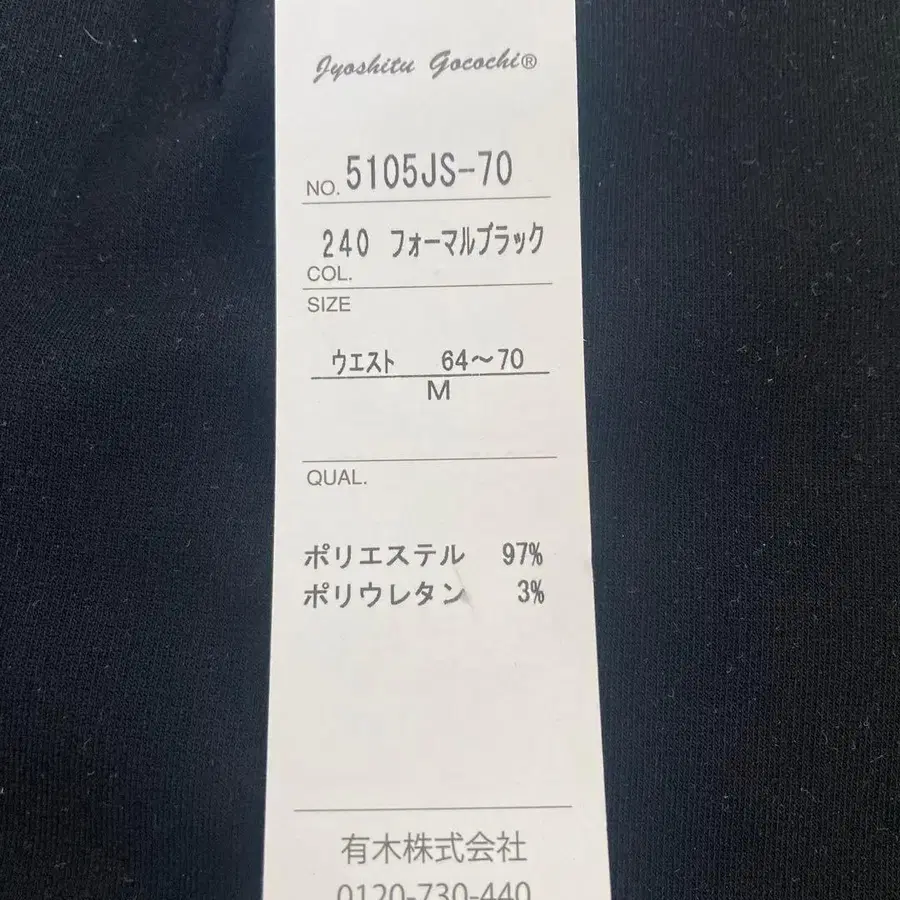 Jyoshitu Gocochi®
NO. 5105JS-70
240 フォーマルブラック
COL.
SIZE
ウエスト 64～70
M
QUAL.
ポリエステル 97%
ポリウレタン 3%
有木株式会社
0120-730-440